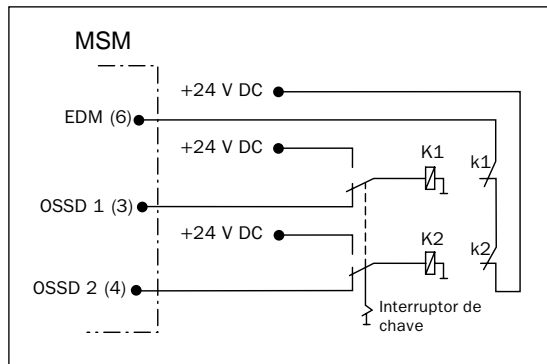 MSM
+24 V DC
EDM (6)
+24 V DC
K1
k1
OSSD 1 (3)
+24 V DC
K2
k2
OSSD 2 (4)
Interruptor de
chave